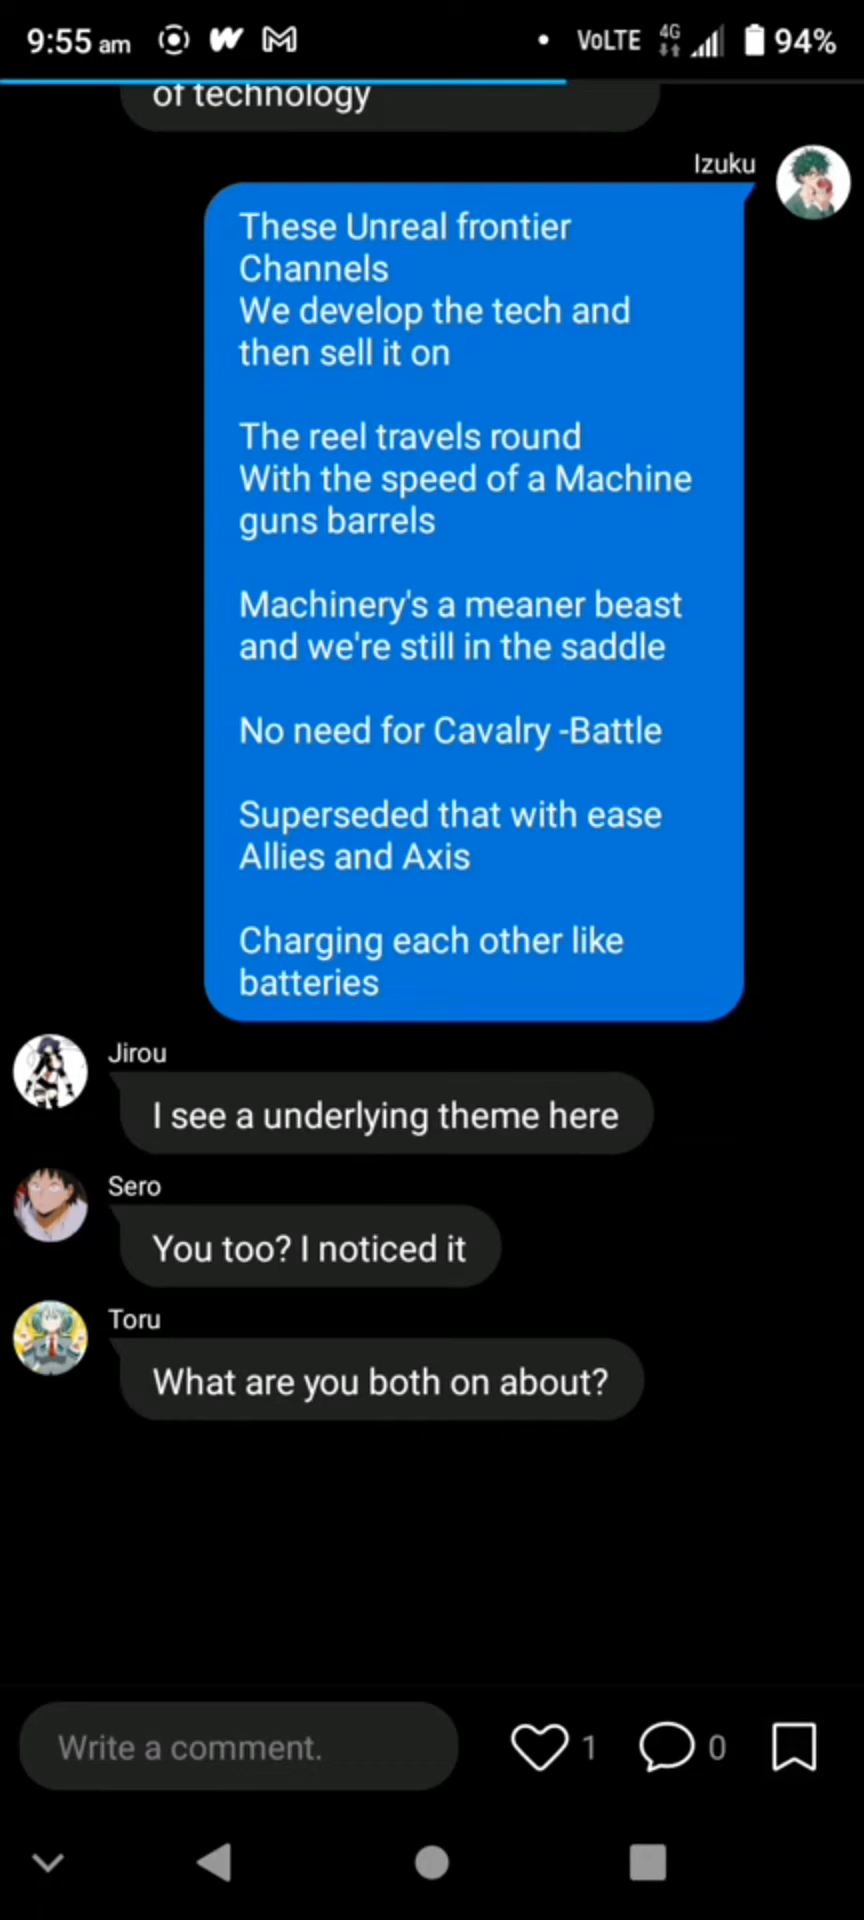 9:55 am
VoLTE 4G 94%
of technology
Izuku
These Unreal frontier
Channels
We develop the tech and
then sell it on
The reel travels round
With the speed of a Machine
guns barrels
Machinery's a meaner beast
and we're still in the saddle
No need for Cavalry -Battle
Superseded that with ease
Allies and Axis
Charging each other like
batteries
Jirou
I see a underlying theme here
Sero
You too? I noticed it
Toru
What are you both on about?
Write a comment.
1
0